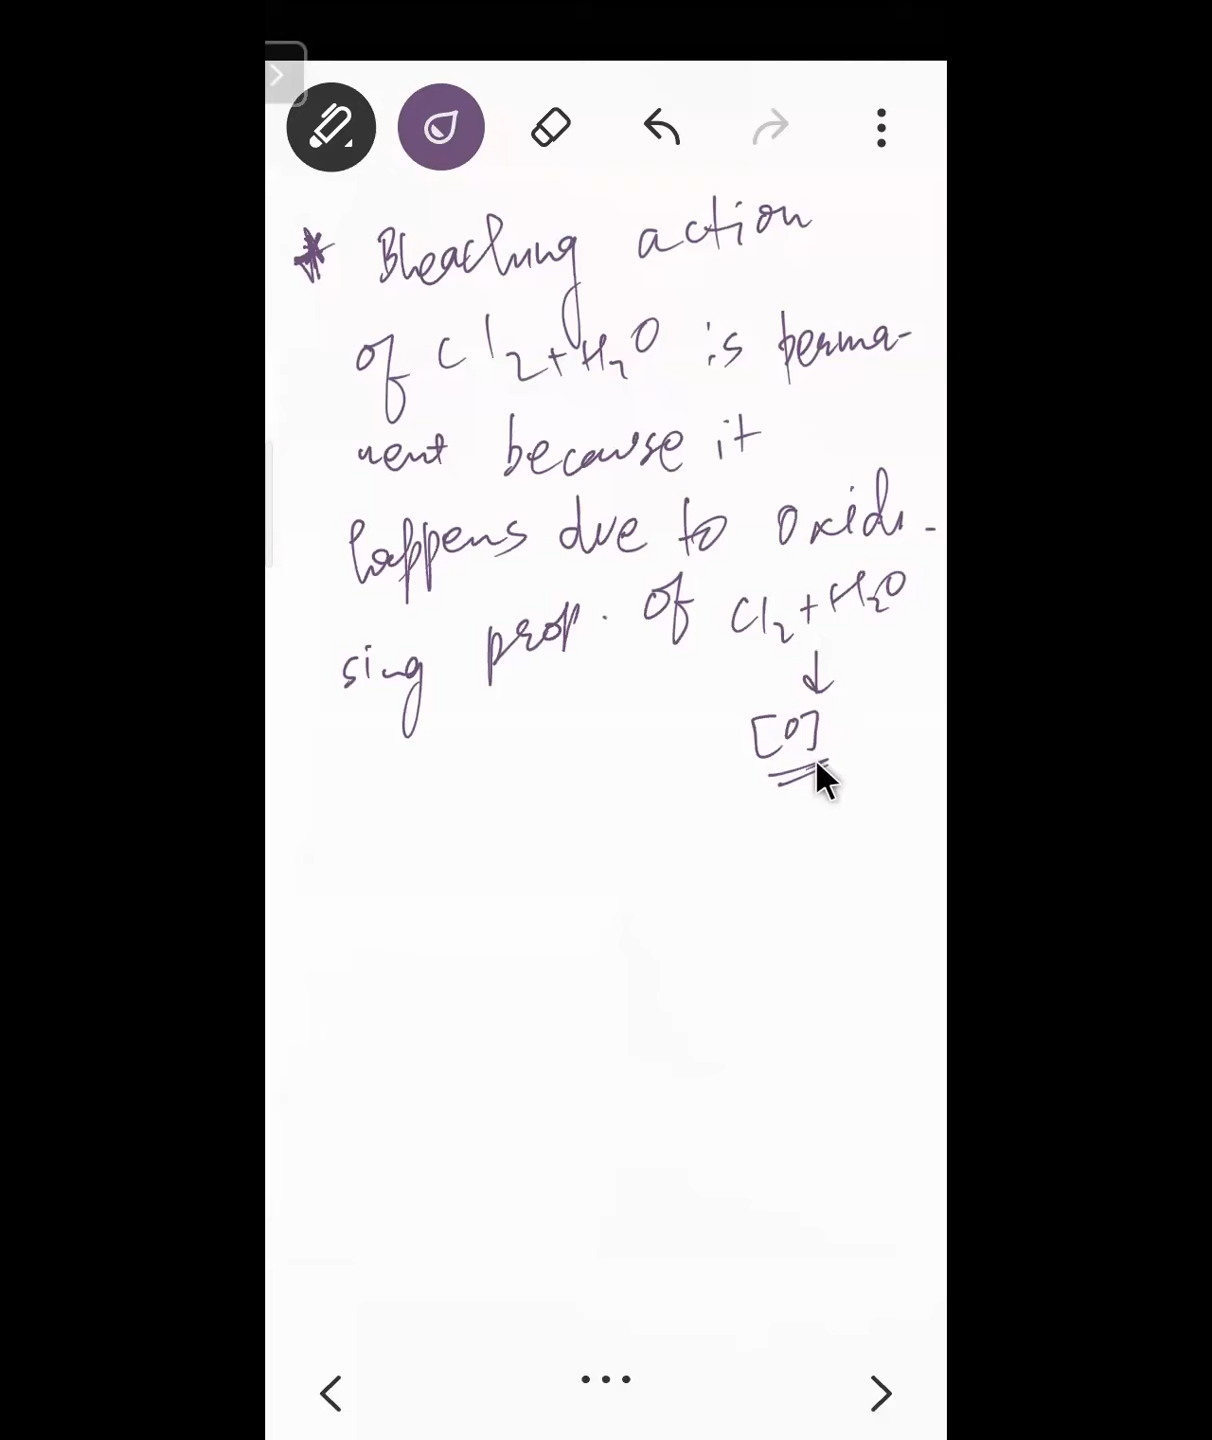 * Bleaching action
of Cl2+H2O is perma-
nent because it
happens due to oxidi-
sing prop. of Cl2+H2O
↓
[O]